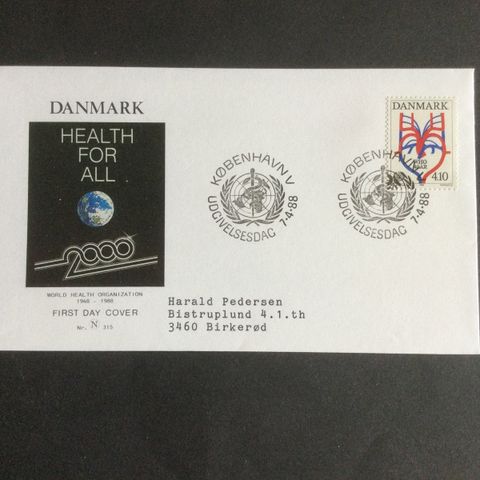 DANMARK
HEALTH
FOR
ALL
2000
WORLD HEALTH ORGANIZATION
1948 - 1988
FIRST DAY COVER
Nr. N 315
KØBENHAVN V
UDGIVELSESDAG 7-4-88
KØBENHAVN
UDGIVELSESDAG 7-4-88
DANMARK
WHO
4.10
Harald Pedersen
Bistruplund 4.1.th
3460 Birkerød